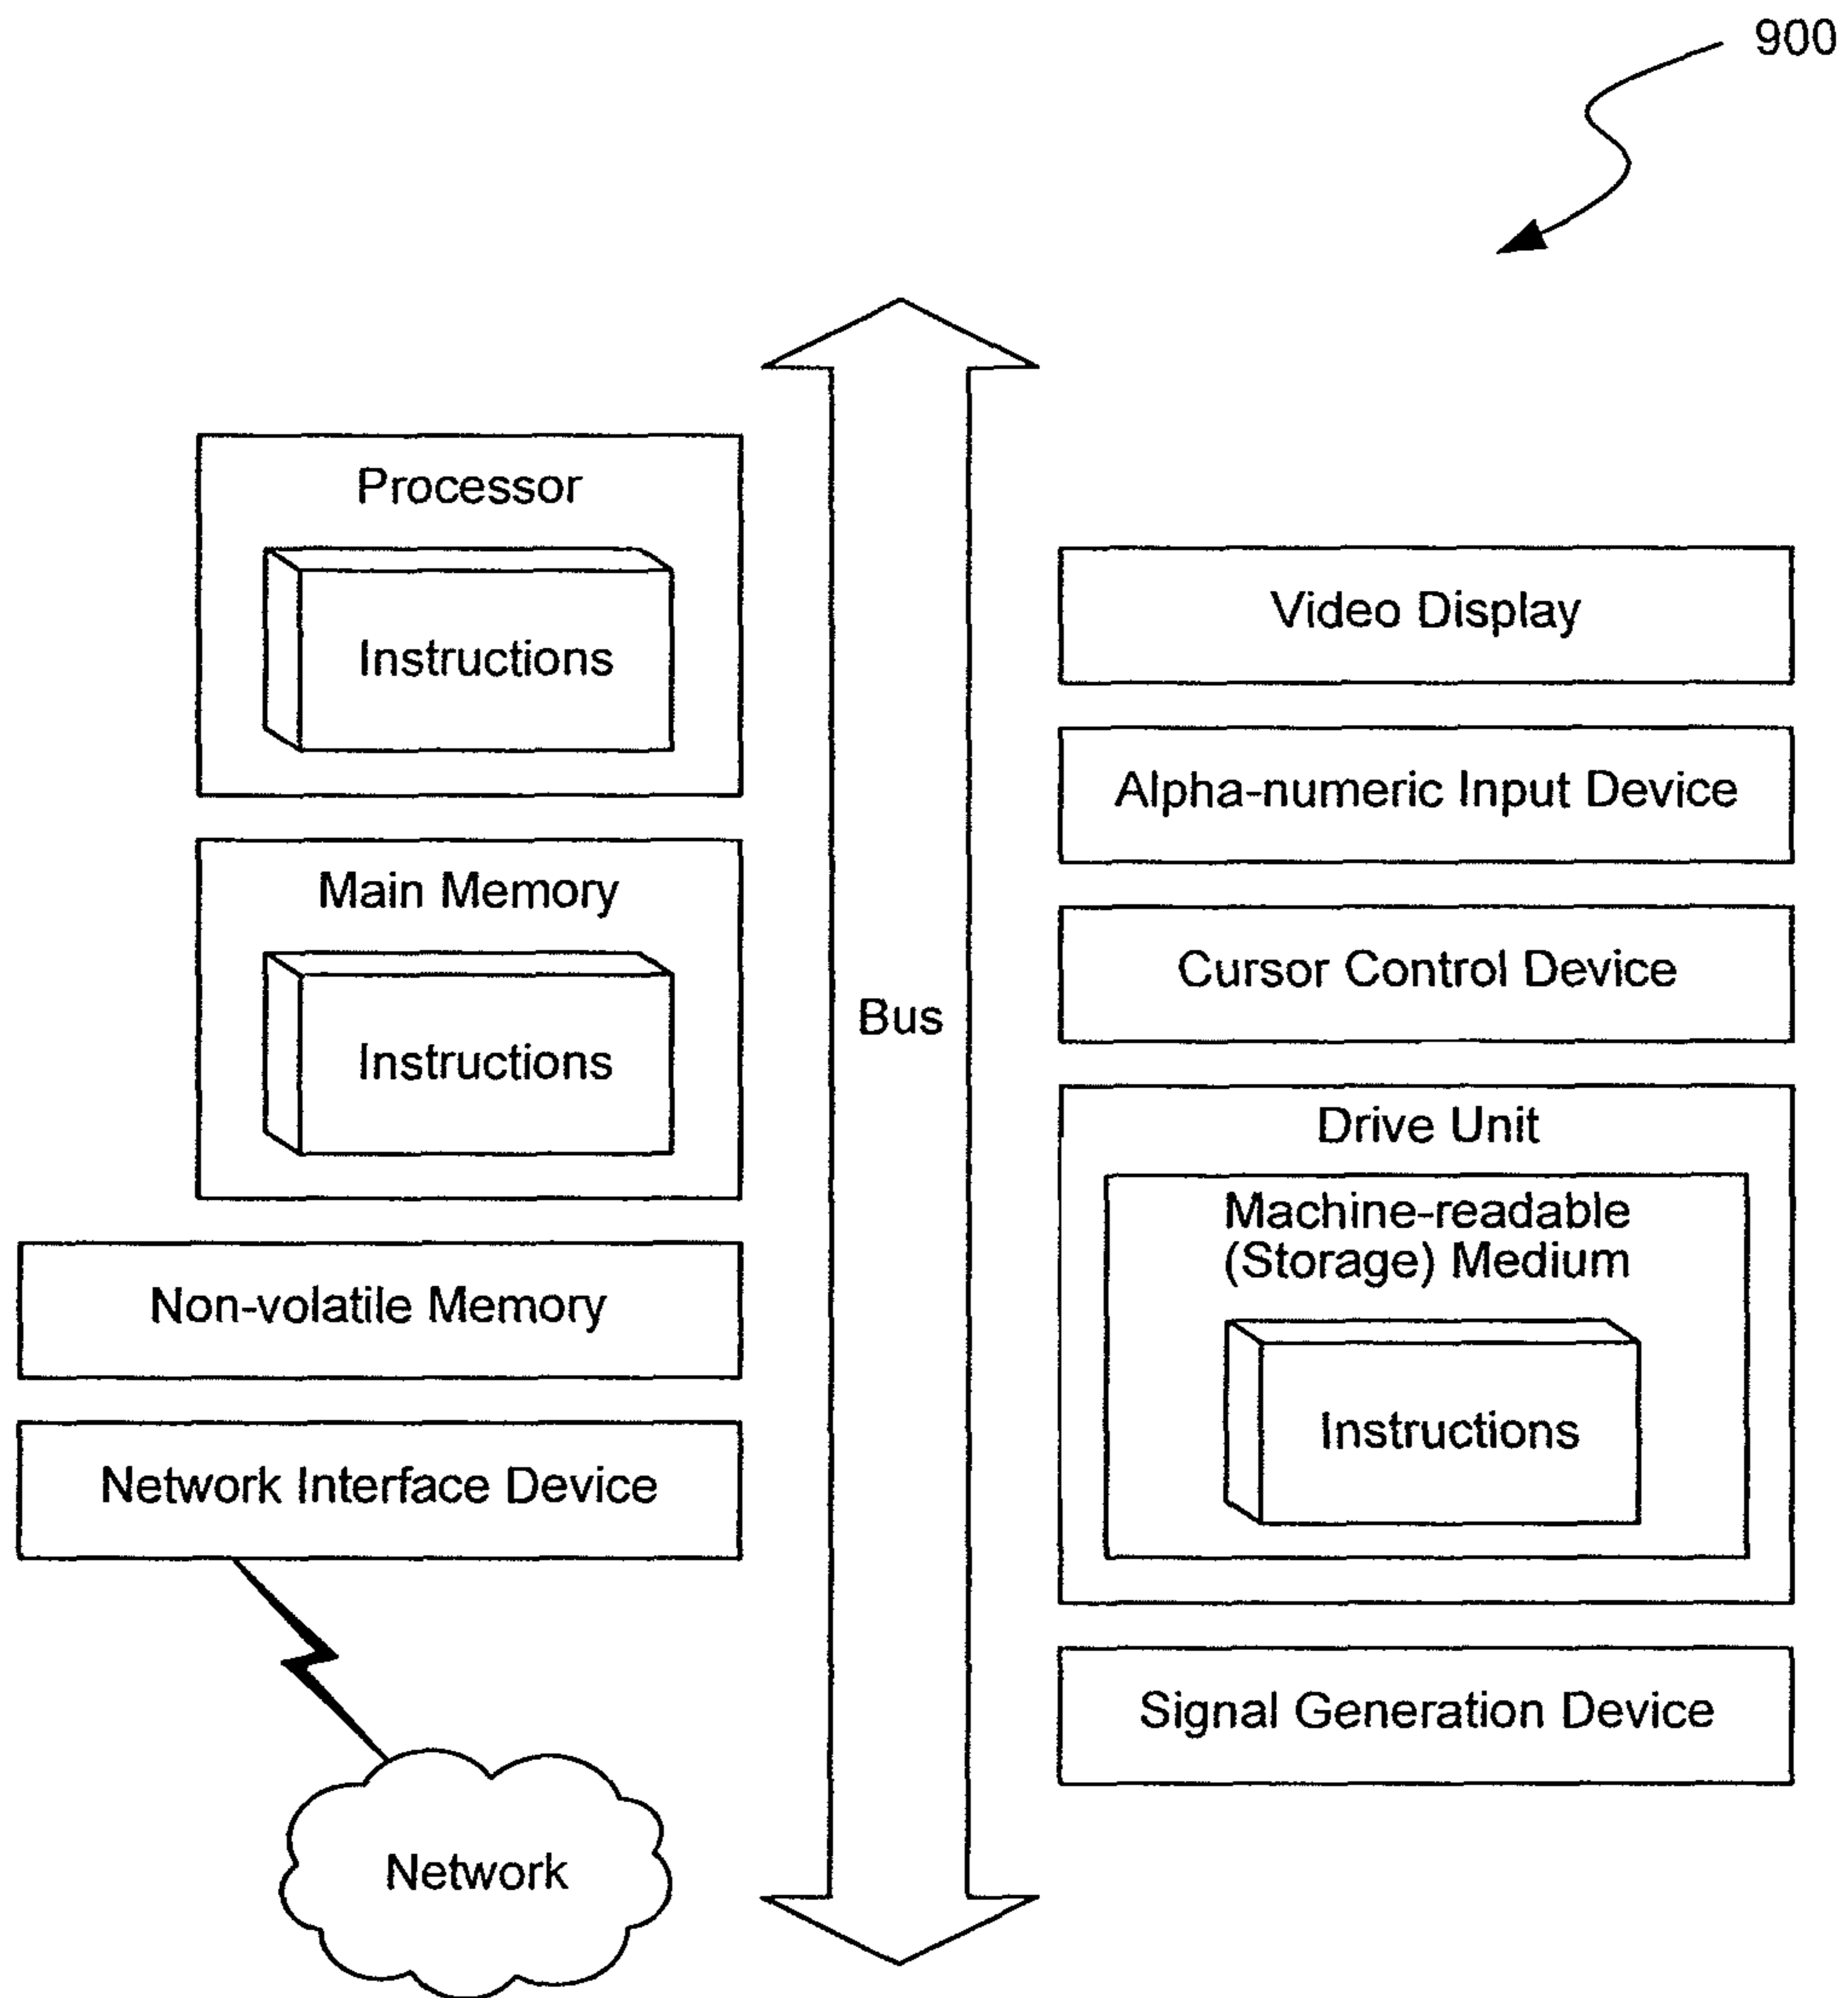 900
Processor
Instructions
Main Memory
Instructions
Non-volatile Memory
Network Interface Device
Network
Bus
Video Display
Alpha-numeric Input Device
Cursor Control Device
Drive Unit
Machine-readable
(Storage) Medium
Instructions
Signal Generation Device